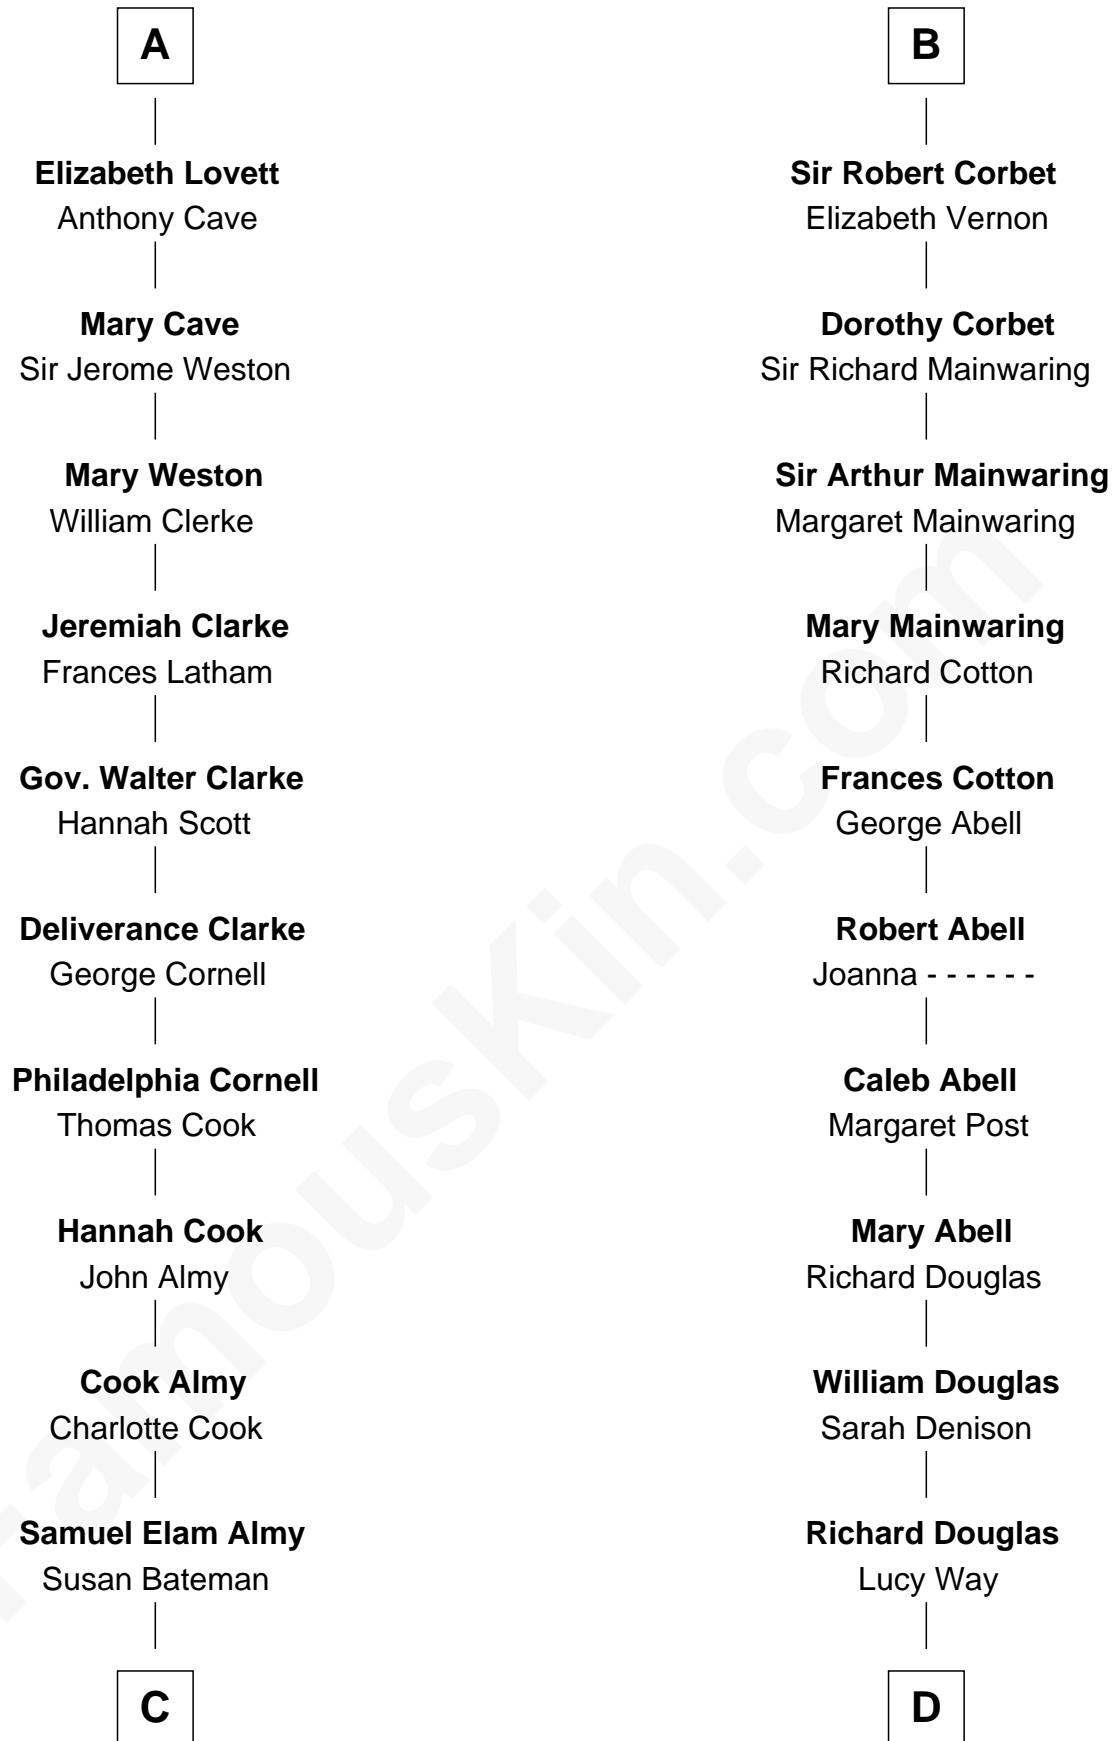 A
Elizabeth Lovett
Anthony Cave
Mary Cave
Sir Jerome Weston
Mary Weston
William Clerke
Jeremiah Clarke
Frances Latham
Gov. Walter Clarke
Hannah Scott
Deliverance Clarke
George Cornell
Philadelphia Cornell
Thomas Cook
Hannah Cook
John Almy
Cook Almy
Charlotte Cook
Samuel Elam Almy
Susan Bateman
C
B
Sir Robert Corbet
Elizabeth Vernon
Dorothy Corbet
Sir Richard Mainwaring
Sir Arthur Mainwaring
Margaret Mainwaring
Mary Mainwaring
Richard Cotton
Frances Cotton
George Abell
Robert Abell
Joanna - - - - - -
Caleb Abell
Margaret Post
Mary Abell
Richard Douglas
William Douglas
Sarah Denison
Richard Douglas
Lucy Way
D
FamousKin.com